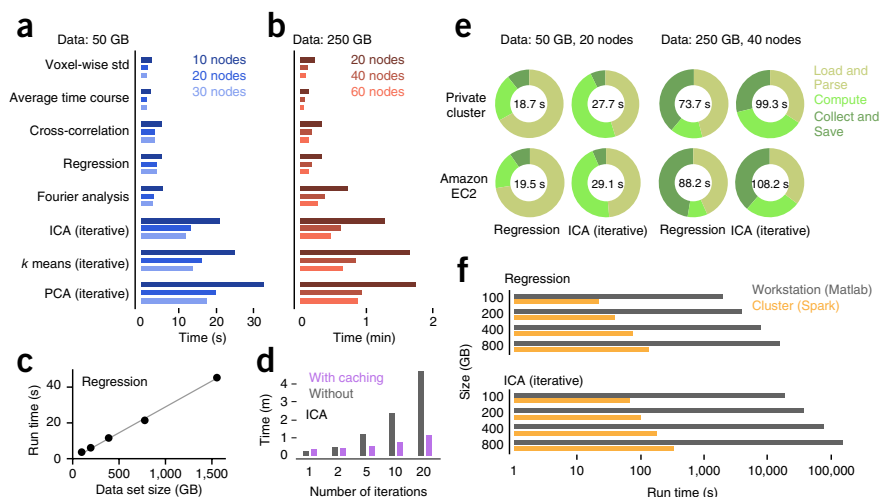 a
Data: 50 GB
Voxel-wise std
Average time course
Cross-correlation
Regression
Fourier analysis
ICA (iterative)
k means (iterative)
PCA (iterative)
10 nodes
20 nodes
30 nodes
0 10 20 30
Time (s)
b
Data: 250 GB
20 nodes
40 nodes
60 nodes
0 1 2
Time (min)
c
Regression
Run time (s)
40
20
0
0 500 1,000 1,500
Data set size (GB)
d
With caching
Without
ICA
Time (m)
4
2
1
0
1 2 5 10 20
Number of iterations
e
Data: 50 GB, 20 nodes
Data: 250 GB, 40 nodes
Load and
Parse
Compute
Collect and
Save
Private
cluster
18.7 s
27.7 s
73.7 s
99.3 s
Amazon
EC2
19.5 s
29.1 s
88.2 s
108.2 s
Regression ICA (iterative) Regression ICA (iterative)
f
Regression
Workstation (Matlab)
Cluster (Spark)
Size (GB)
100
200
400
800
ICA (iterative)
100
200
400
800
1 10 100 1,000 10,000 100,000
Run time (s)